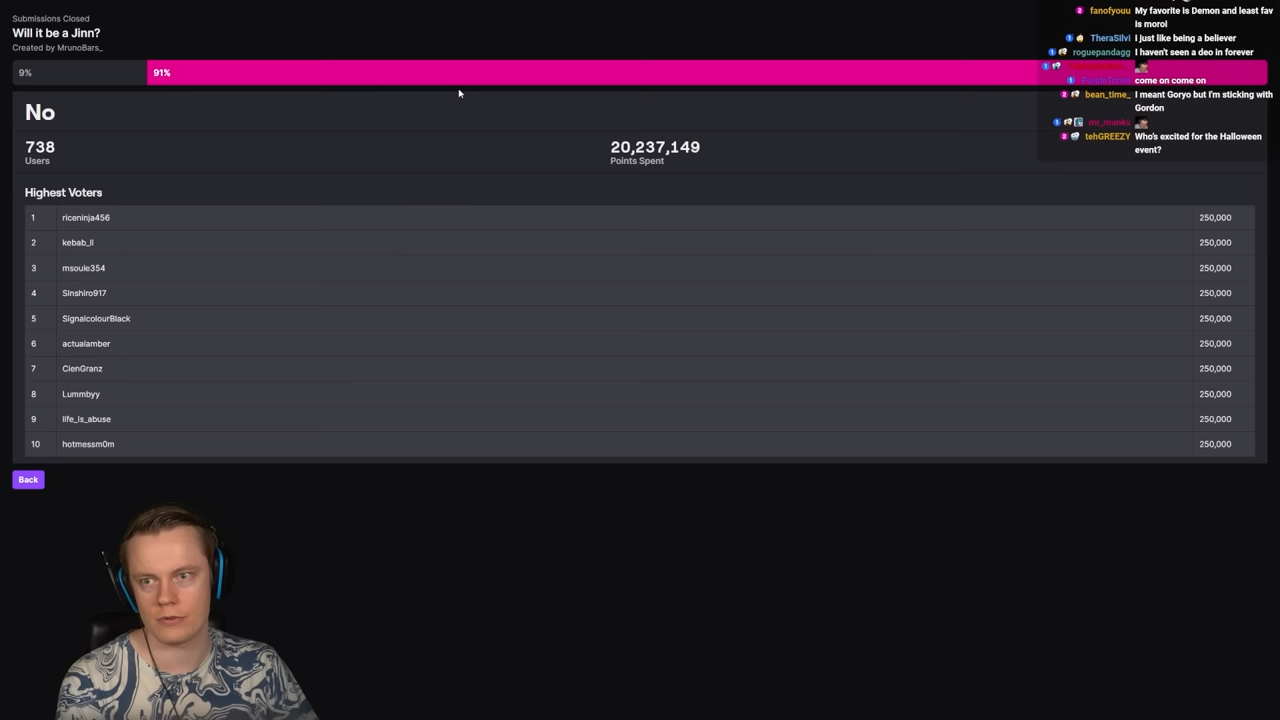 Submissions Closed
Will it be a Jinn?
Created by MrunoBars_
9%
91%
No
738
Users
20,237,149
Points Spent
Highest Voters
1 riceninja456 250,000
2 kebab_ll 250,000
3 msoule354 250,000
4 Sinshiro917 250,000
5 SignalcolourBlack 250,000
6 actualamber 250,000
7 CienGranz 250,000
8 Lummbyy 250,000
9 life_is_abuse 250,000
10 hotmessm0m 250,000
Back
fanofyouu My favorite is Demon and least fav
is moroi
TheraSilvi I just like being a believer
roguepandagg I haven't seen a deo in forever
come on come on
bean_time_ I meant Goryo but I'm sticking with
Gordon
mr_munks
tehGREEZY Who's excited for the Halloween
event?